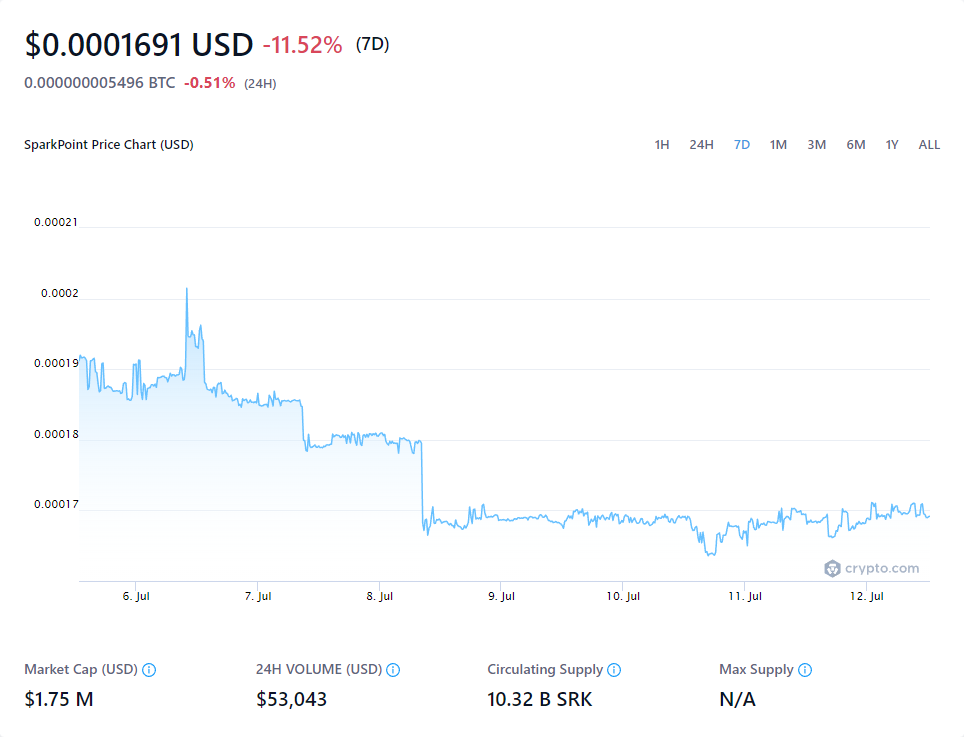 $0.0001691 USD -11.52% (7D)
0.000000005496 BTC -0.51% (24H)
SparkPoint Price Chart (USD)
1H 24H 7D 1M 3M 6M 1Y ALL
0.00021
0.0002
0.00019
0.00018
0.00017
crypto.com
6. Jul 7. Jul 8. Jul 9. Jul 10. Jul 11. Jul 12. Jul
Market Cap (USD) 24H VOLUME (USD) Circulating Supply Max Supply
$1.75 M $53,043 10.32 B SRK N/A